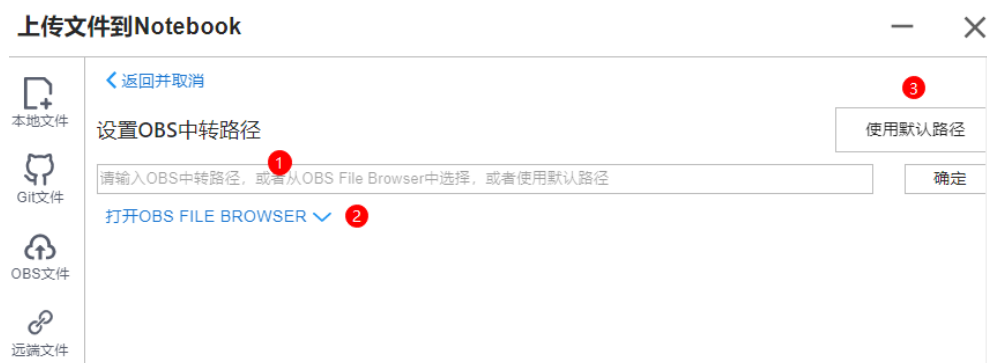 上传文件到Notebook
本地文件
Git文件
OBS文件
远端文件
返回并取消
3
设置OBS中转路径
使用默认路径
1
请输入OBS中转路径，或者从OBS File Browser中选择，或者使用默认路径
确定
打开OBS FILE BROWSER
2